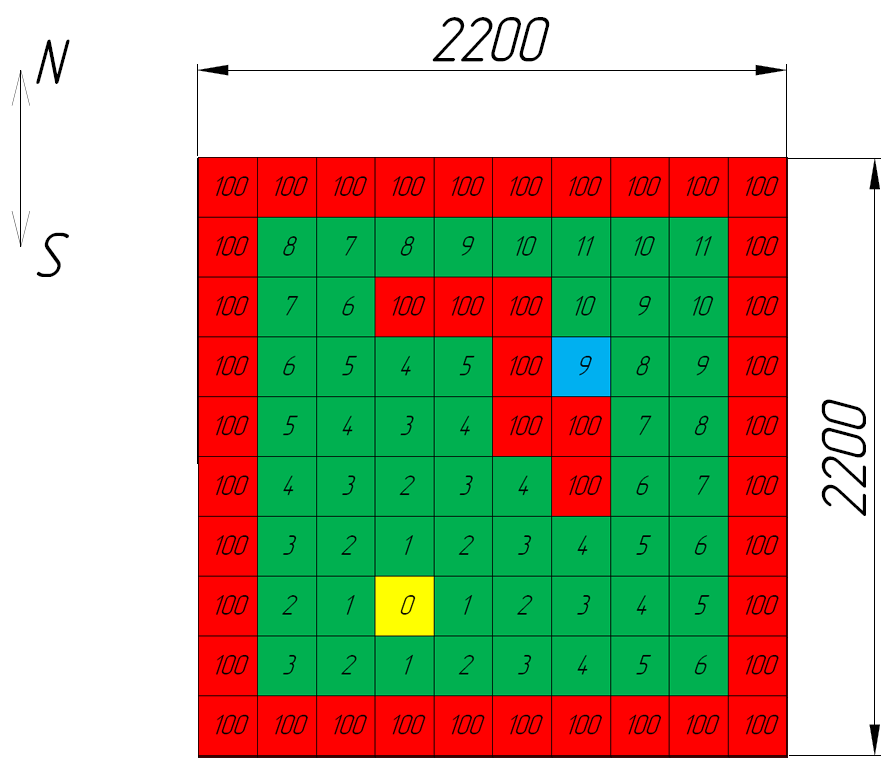 2200
N
S
100 100 100 100 100 100 100 100 100 100
100 8 7 8 9 10 11 10 11 100
100 7 6 100 100 100 10 9 10 100
100 6 5 4 5 100 9 8 9 100
100 5 4 3 4 100 100 7 8 100
100 4 3 2 3 4 100 6 7 100
100 3 2 1 2 3 4 5 6 100
100 2 1 0 1 2 3 4 5 100
100 3 2 1 2 3 4 5 6 100
100 100 100 100 100 100 100 100 100 100
2200